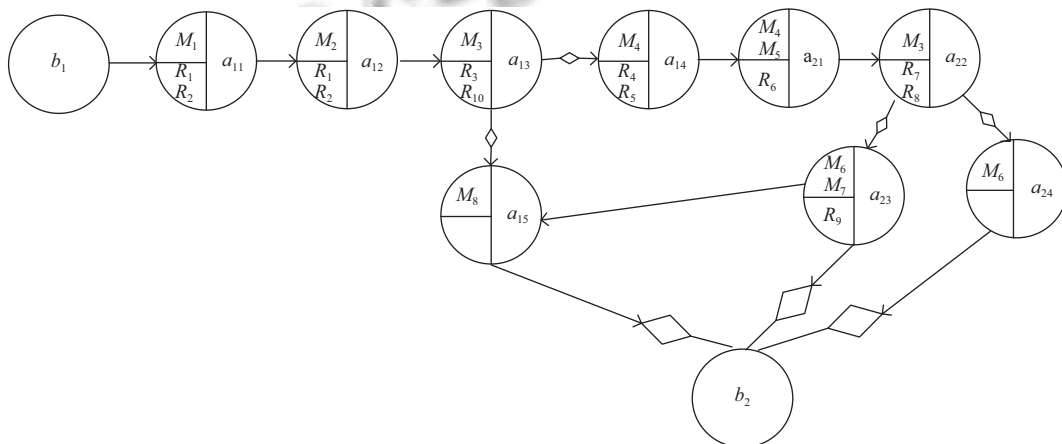 b₁
M₁
R₁
R₂
a₁₁
M₂
R₁
R₂
a₁₂
M₃
R₃
R₁₀
a₁₃
M₄
R₄
R₅
a₁₄
M₄
M₅
R₆
a₂₁
M₃
R₇
R₈
a₂₂
M₈
a₁₅
M₆
M₇
R₉
a₂₃
M₆
a₂₄
b₂